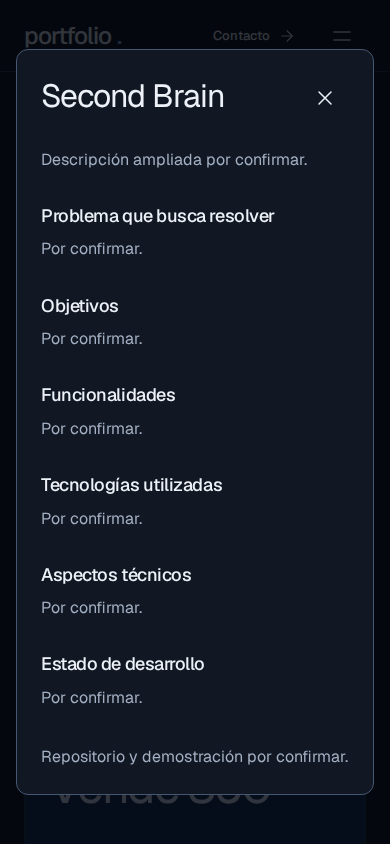 portfolio .
Contacto
Second Brain
Descripción ampliada por confirmar.
Problema que busca resolver
Por confirmar.
Objetivos
Por confirmar.
Funcionalidades
Por confirmar.
Tecnologías utilizadas
Por confirmar.
Aspectos técnicos
Por confirmar.
Estado de desarrollo
Por confirmar.
Repositorio y demostración por confirmar.